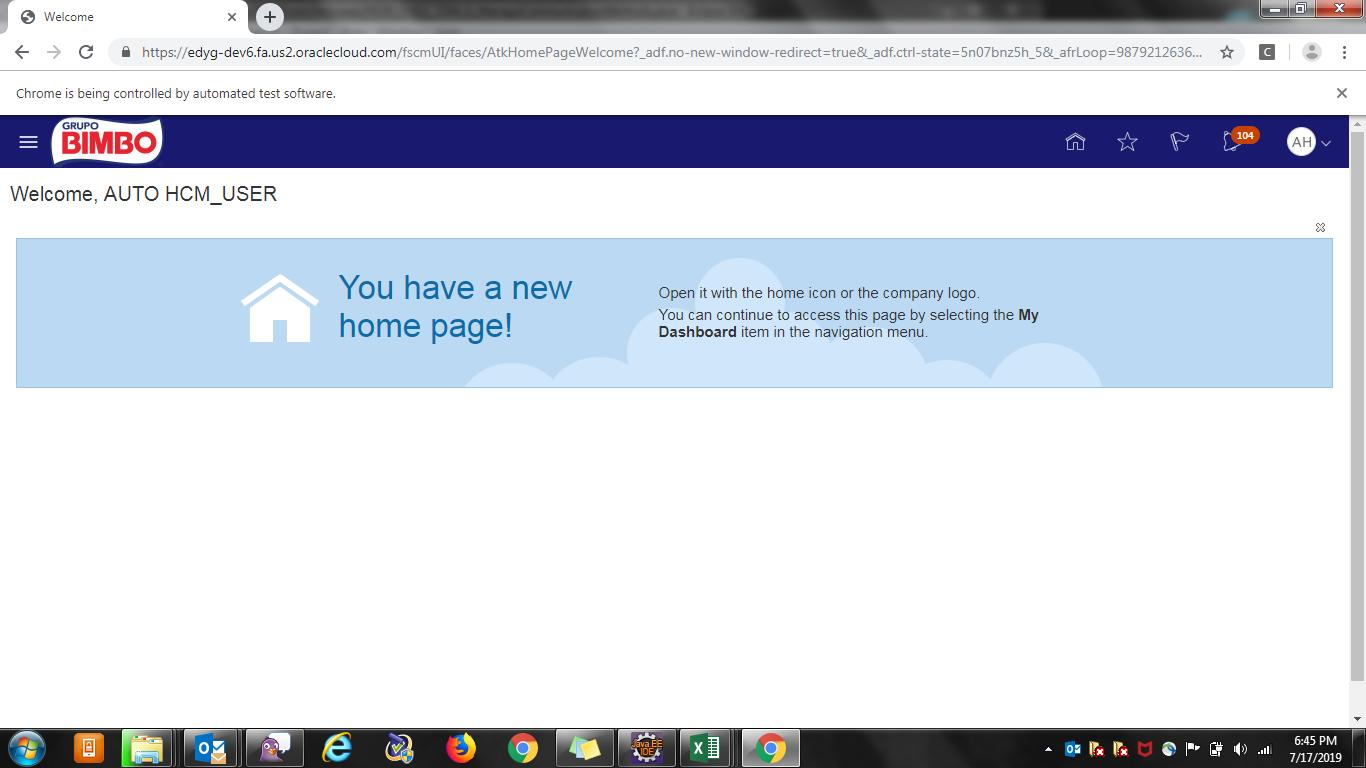 Welcome
https://edyg-dev6.fa.us2.oraclecloud.com/fscmUI/faces/AtkHomePageWelcome?_adf.no-new-window-redirect=true&_adf.ctrl-state=5n07bnz5h_5&_afrLoop=9879212636...
C
Chrome is being controlled by automated test software.
GRUPO
BIMBO
104
AH
Welcome, AUTO HCM_USER
You have a new
home page!
Open it with the home icon or the company logo.
You can continue to access this page by selecting the My
Dashboard item in the navigation menu.
Java EE
IDE
6:45 PM
7/17/2019